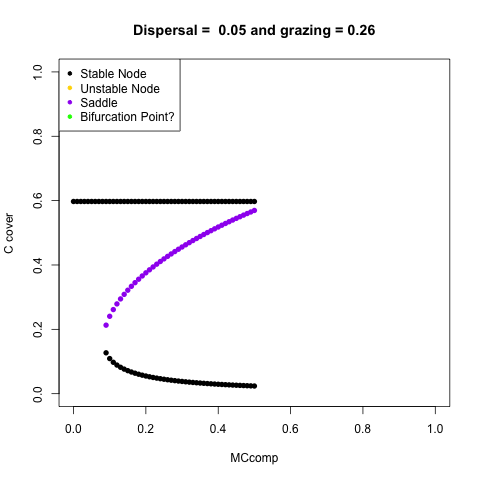 Dispersal =  0.05 and grazing = 0.26
Stable Node
Unstable Node
Saddle
Bifurcation Point?
1.0
0.8
0.6
0.4
0.2
0.0
C cover
0.0 0.2 0.4 0.6 0.8 1.0
MCcomp